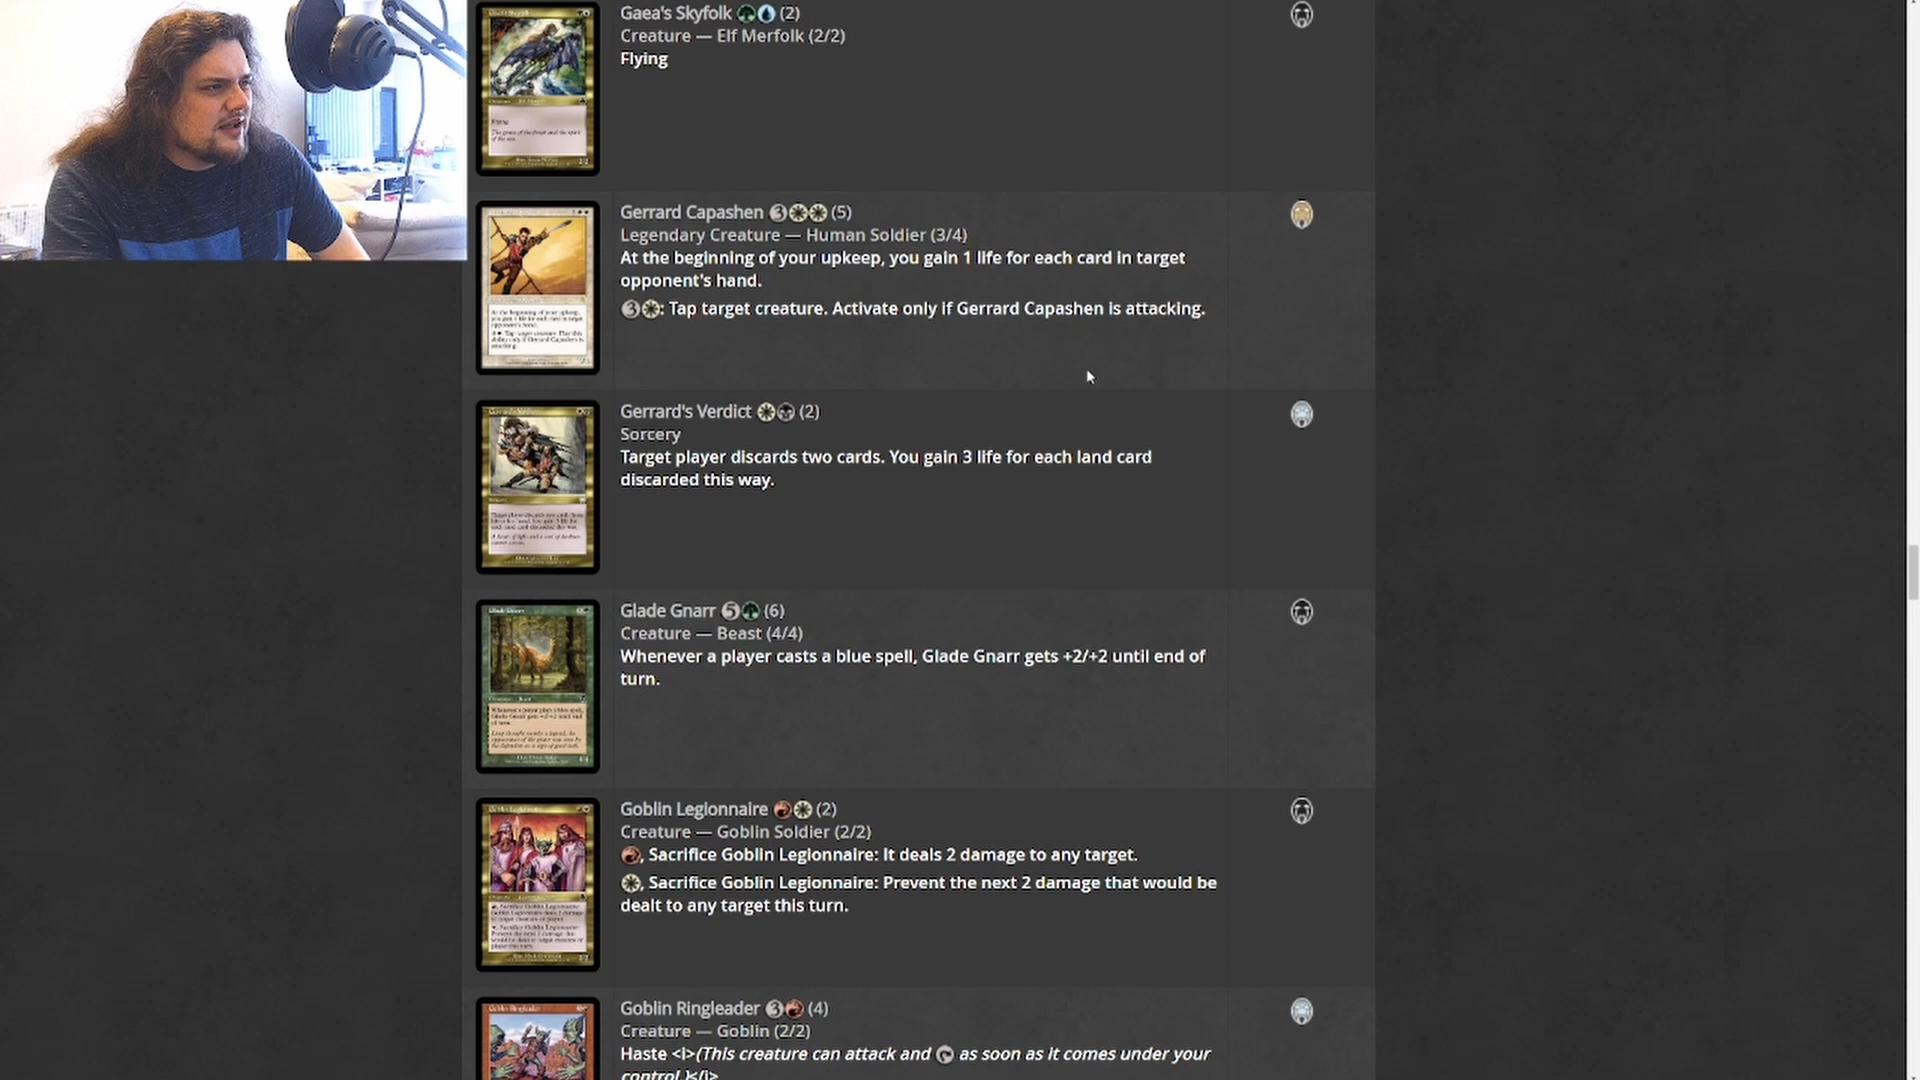 Gaea's Skyfolk (2)
Creature — Elf Merfolk (2/2)
Flying
Gerrard Capashen 3 (5)
Legendary Creature — Human Soldier (3/4)
At the beginning of your upkeep, you gain 1 life for each card in target
opponent's hand.
3 : Tap target creature. Activate only if Gerrard Capashen is attacking.
Gerrard's Verdict (2)
Sorcery
Target player discards two cards. You gain 3 life for each land card
discarded this way.
Glade Gnarr 5 (6)
Creature — Beast (4/4)
Whenever a player casts a blue spell, Glade Gnarr gets +2/+2 until end of
turn.
Goblin Legionnaire (2)
Creature — Goblin Soldier (2/2)
, Sacrifice Goblin Legionnaire: It deals 2 damage to any target.
, Sacrifice Goblin Legionnaire: Prevent the next 2 damage that would be
dealt to any target this turn.
Goblin Ringleader 3 (4)
Creature — Goblin (2/2)
Haste <i>(This creature can attack and as soon as it comes under your
control.)</i>